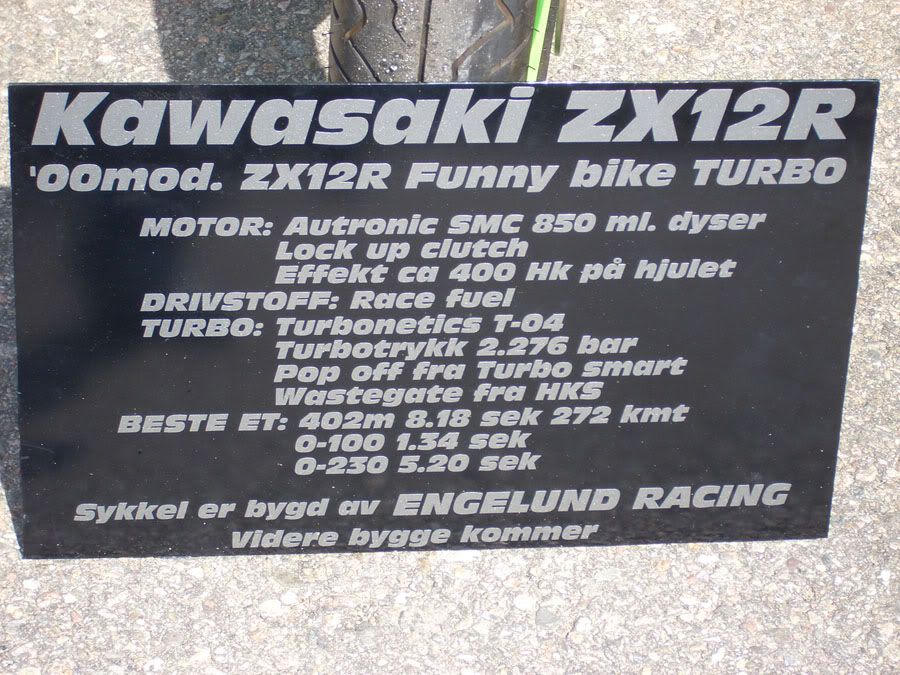 Kawasaki ZX12R
'00mod. ZX12R Funny bike TURBO
MOTOR: Autronic SMC 850 ml. dyser
Lock up clutch
Effekt ca 400 Hk på hjulet
DRIVSTOFF: Race fuel
TURBO: Turbonetics T-04
Turbotrykk 2.276 bar
Pop off fra Turbo smart
Wastegate fra HKS
BESTE ET: 402m 8.18 sek 272 kmt
0-100 1.34 sek
0-230 5.20 sek
Sykkel er bygd av ENGELUND RACING
Videre bygge kommer